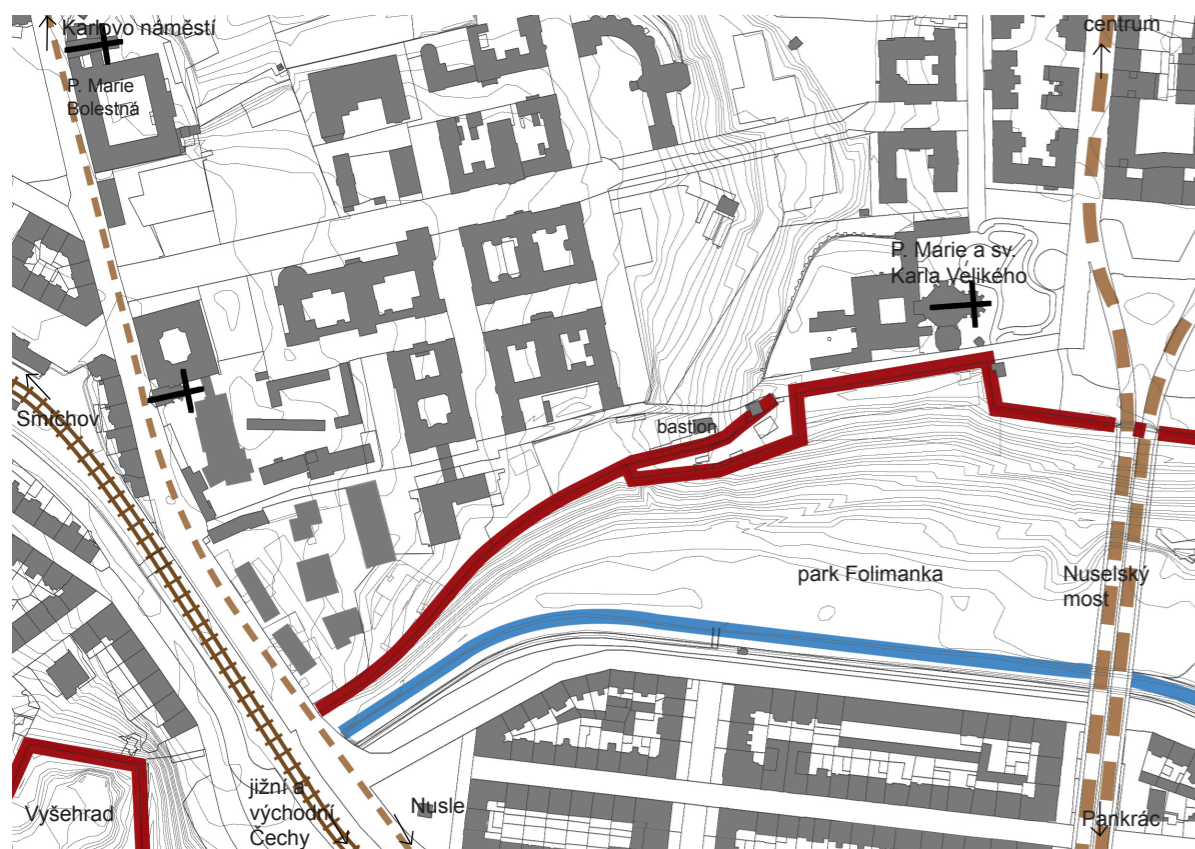 Karlovo náměstí
centrum
P. Marie
Bolestná
P. Marie a sv.
Karla Velikého
Smíchov
bastion
park Folimanka
Nuselský
most
jižní a
východní
Čechy
Nusle
Vyšehrad
Pankrác